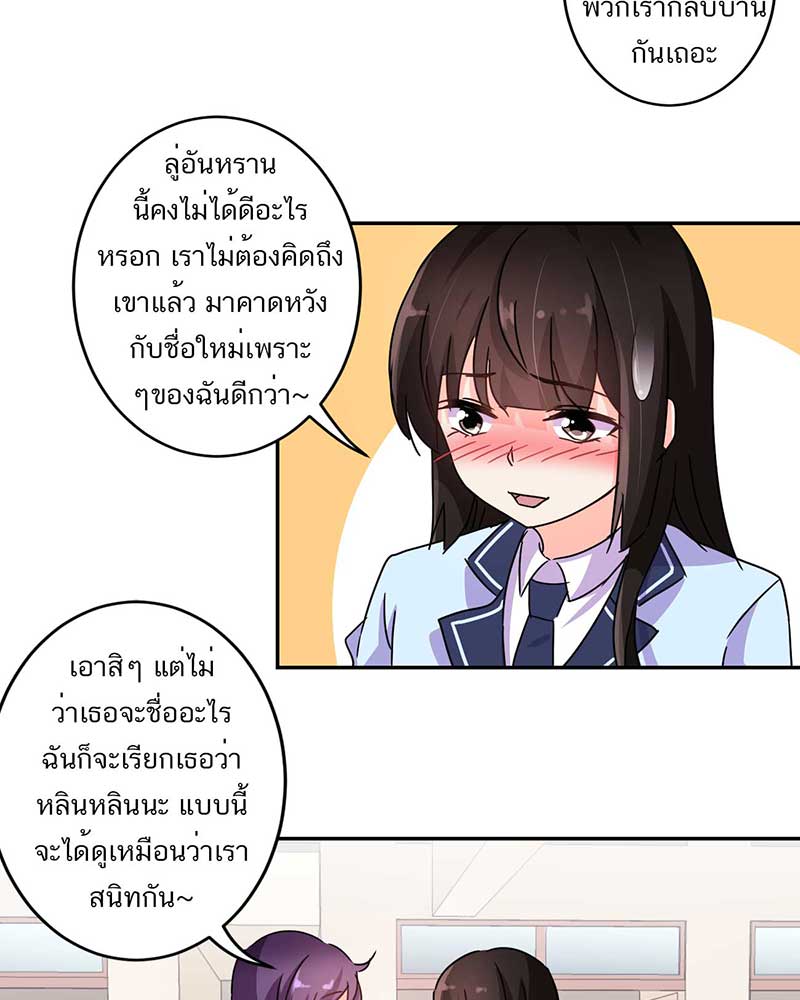 พวกเรากลับบ้าน
กันเถอะ
ลู่อันหราน
นี้คงไม่ได้ดีอะไร
หรอก เราไม่ต้องคิดถึง
เขาแล้ว มาคาดหวัง
กับชื่อใหม่เพราะ
ๆของฉันดีกว่า~
เอาสิๆ แต่ไม่
ว่าเธอจะชื่ออะไร
ฉันก็จะเรียกเธอว่า
หลินหลินนะ แบบนี้
จะได้ดูเหมือนว่าเรา
สนิทกัน~